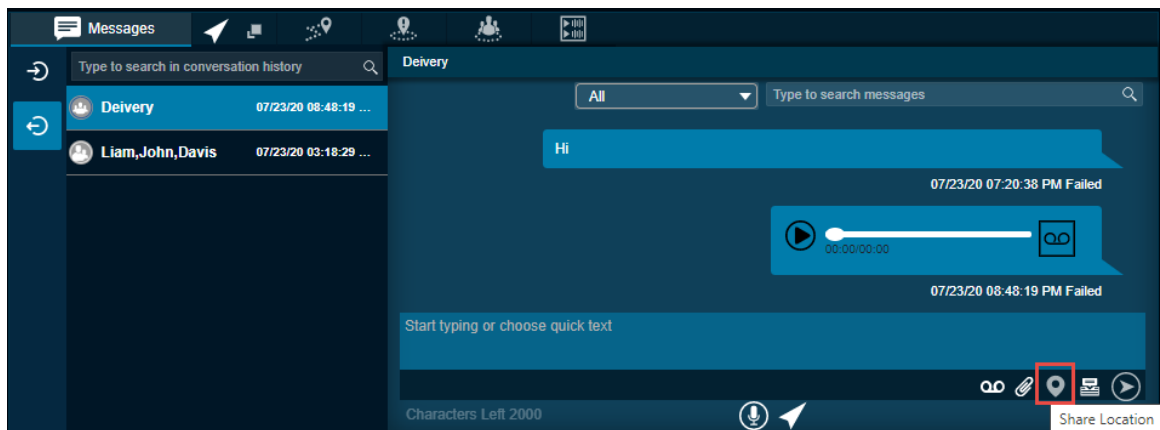 Messages
Type to search in conversation history
Deivery 07/23/20 08:48:19 ...
Liam,John,Davis 07/23/20 03:18:29 ...
Deivery
All
Type to search messages
Hi
07/23/20 07:20:38 PM Failed
00:00/00:00
07/23/20 08:48:19 PM Failed
Start typing or choose quick text
Characters Left 2000
Share Location